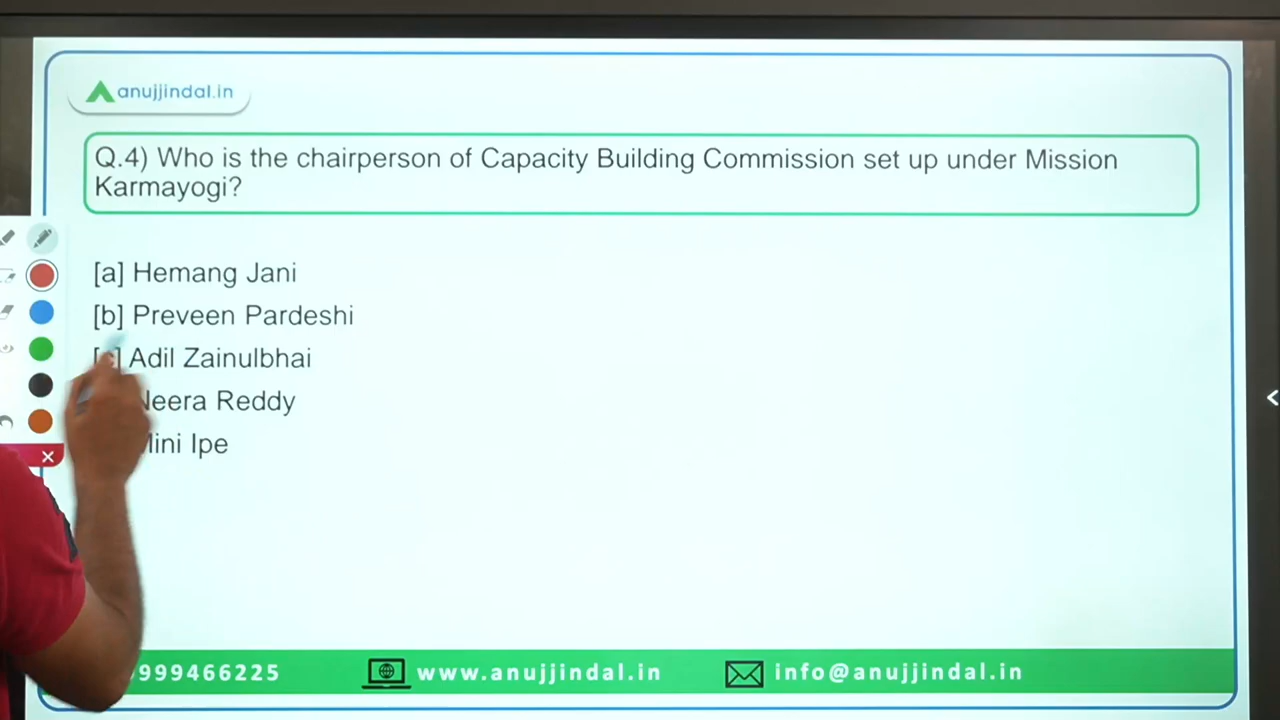 anujjindal.in
Q.4) Who is the chairperson of Capacity Building Commission set up under Mission
Karmayogi?
[a] Hemang Jani
[b] Preveen Pardeshi
[c] Adil Zainulbhai
Neera Reddy
Mini Ipe
999466225 www.anujjindal.in info@anujjindal.in